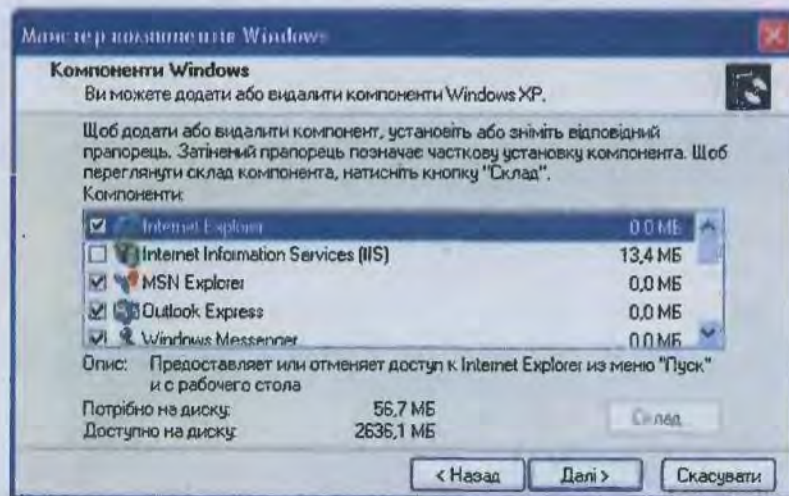 Майстер компонентів Windows
Компоненти Windows
Ви можете додати або видалити компоненти Windows XP.
Щоб додати або видалити компонент, установіть або зніміть відповідний
прапорець. Затінений прапорець позначає часткову установку компонента. Щоб
переглянути склад компонента, натисніть кнопку "Склад".
Компоненти:
Internet Explorer 0.0 МБ
Internet Information Services (IIS) 13,4 МБ
MSN Explorer 0,0 МБ
Outlook Express 0,0 МБ
Windows Messenger 0.0 МБ
Опис: Предоставляет или отменяет доступ к Internet Explorer из меню "Пуск"
и с рабочего стола
Потрібно на диску: 56,7 МБ
Доступно на диску: 2636,1 МБ
Склад
< Назад Далі > Скасувати